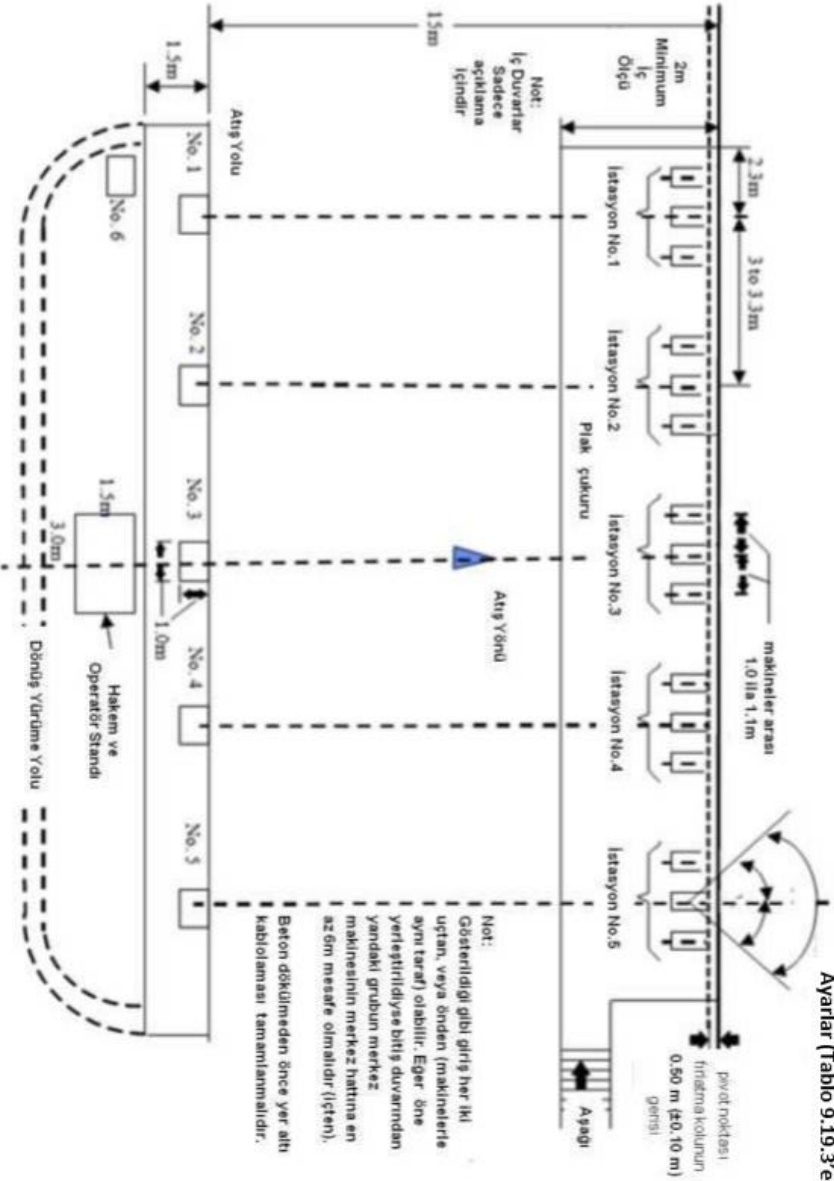 Ayarlar (Tablo 9.19.3'e
pivot noktası
fırlatma kolunun
0.50 m (±0.10 m)
gerisi
makineler arası
1.0 ila 1.1m
3 to 3.3m
2.3m
2m
Minimum
İç
Ölçü
15m
Not:
İç Duvarlar
Sadece
açıklama
içindir
İstasyon No.1
İstasyon No.2
İstasyon No.3
İstasyon No.4
İstasyon No.5
Plak çukuru
Aşağı
Atış Yönü
Not:
Gösterildigi gibi giriş her iki
uçtan, veya önden (makinelerle
aynı taraf) olabilir. Eğer öne
yerleştirildiyse bitiş duvarından
yandaki grubun merkez
makinesinin merkez hattına en
az 6m mesafe olmalıdır (içten).
Beton dökülmeden önce yer altı
kablolaması tamamlanmalıdır.
Atış Yolu
1.5m
No. 1
No. 2
No. 3
No. 4
No. 5
No. 6
1.0m
1.5m
3.0m
Hakem ve
Operatör Standı
Dönüş Yürüme Yolu